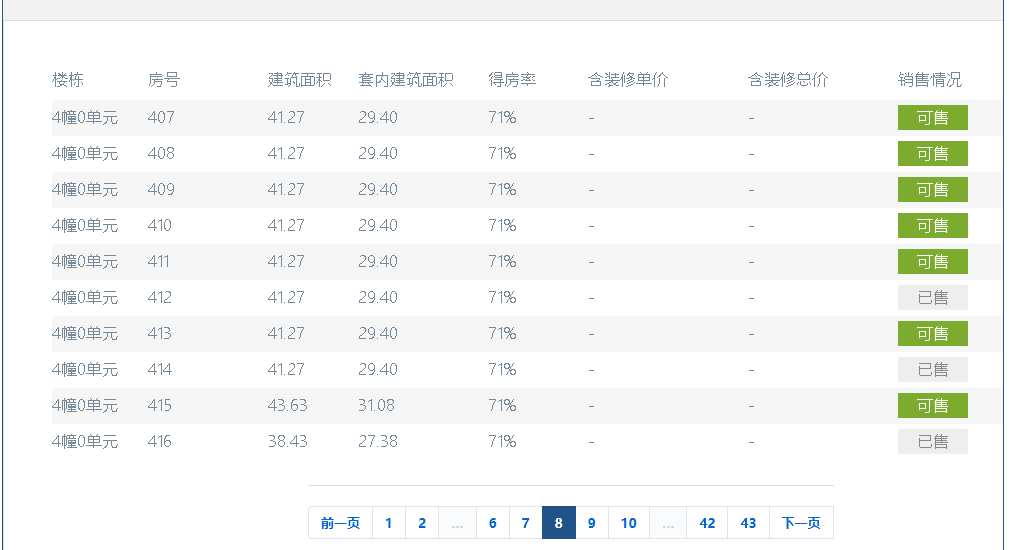 楼栋 房号 建筑面积 套内建筑面积 得房率 含装修单价 含装修总价 销售情况
4幢0单元 407 41.27 29.40 71% - - 可售
4幢0单元 408 41.27 29.40 71% - - 可售
4幢0单元 409 41.27 29.40 71% - - 可售
4幢0单元 410 41.27 29.40 71% - - 可售
4幢0单元 411 41.27 29.40 71% - - 可售
4幢0单元 412 41.27 29.40 71% - - 已售
4幢0单元 413 41.27 29.40 71% - - 可售
4幢0单元 414 41.27 29.40 71% - - 已售
4幢0单元 415 43.63 31.08 71% - - 可售
4幢0单元 416 38.43 27.38 71% - - 已售
前一页 1 2 ... 6 7 8 9 10 ... 42 43 下一页